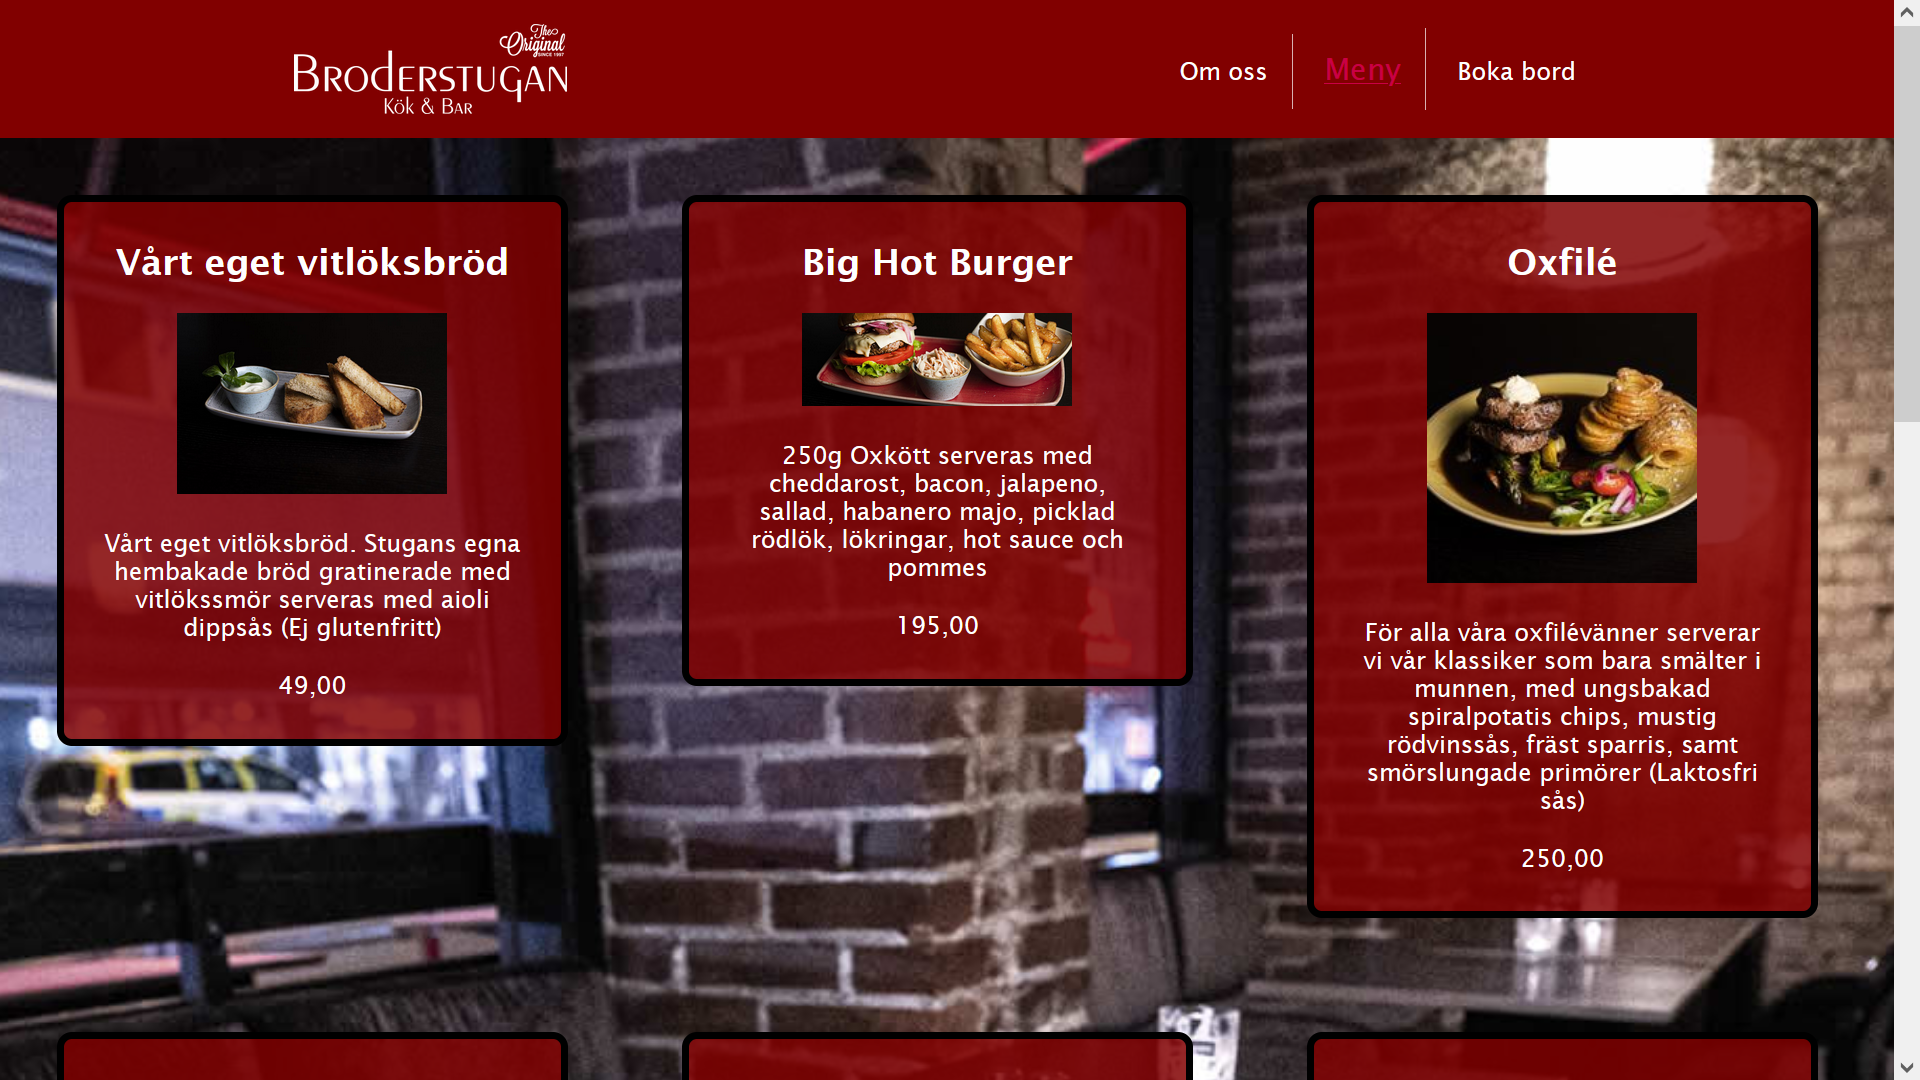 The
Original
SINCE 1997
BRODERSTUGAN
KÖK & BAR
Om oss
Meny
Boka bord
Vårt eget vitlöksbröd
Vårt eget vitlöksbröd. Stugans egna
hembakade bröd gratinerade med
vitlökssmör serveras med aioli
dippsås (Ej glutenfritt)
49,00
Big Hot Burger
250g Oxkött serveras med
cheddarost, bacon, jalapeno,
sallad, habanero majo, picklad
rödlök, lökringar, hot sauce och
pommes
195,00
Oxfilé
För alla våra oxfilévänner serverar
vi vår klassiker som bara smälter i
munnen, med ungsbakad
spiralpotatis chips, mustig
rödvinssås, fräst sparris, samt
smörslungade primörer (Laktosfri
sås)
250,00